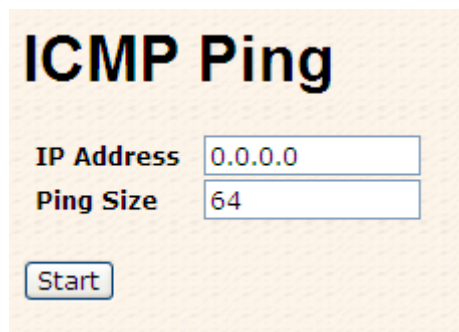 ICMP Ping
IP Address 0.0.0.0
Ping Size 64
Start